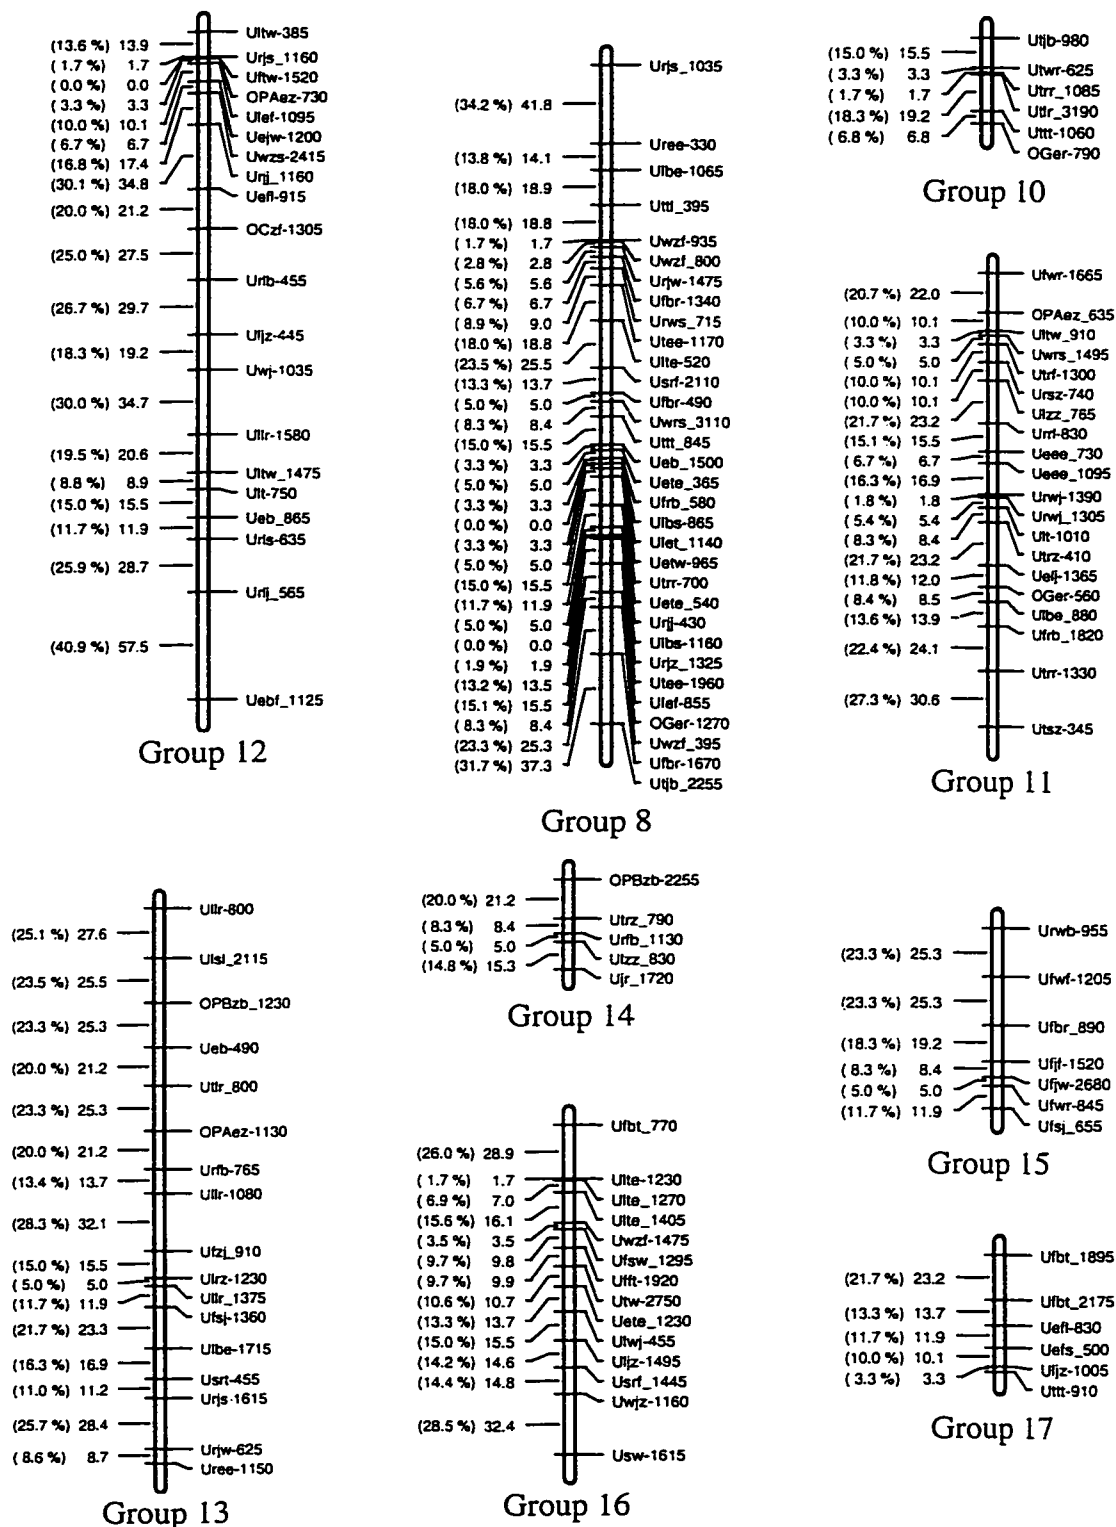 Ultw-385
(13.6 %) 13.9
Urjs_1160
( 1.7 %) 1.7
Uftw-1520
( 0.0 %) 0.0
OPAez-730
( 3.3 %) 3.3
Ulef-1095
(10.0 %) 10.1
Uejw-1200
( 6.7 %) 6.7
Uwzs-2415
(16.8 %) 17.4
Urjj_1160
(30.1 %) 34.8
Uefl-915
(20.0 %) 21.2
OCzf-1305
(25.0 %) 27.5
Urlb-455
(26.7 %) 29.7
Uljz-445
(18.3 %) 19.2
Uwj-1035
(30.0 %) 34.7
Ullr-1580
(19.5 %) 20.6
Ultw_1475
( 8.8 %) 8.9
Ult-750
(15.0 %) 15.5
Ueb_865
(11.7 %) 11.9
Urls-635
(25.9 %) 28.7
Urlj_565
(40.9 %) 57.5
Uebf_1125
Group 12
Urjs_1035
(34.2 %) 41.8
Uree-330
(13.8 %) 14.1
Ulbe-1065
(18.0 %) 18.9
Uttl_395
(18.0 %) 18.8
Uwzf-935
( 1.7 %) 1.7
Uwzf_800
( 2.8 %) 2.8
Urjw-1475
( 5.6 %) 5.6
Ufbr-1340
( 6.7 %) 6.7
Urws_715
( 8.9 %) 9.0
Utee-1170
(18.0 %) 18.8
Ulte-520
(23.5 %) 25.5
Usrf-2110
(13.3 %) 13.7
Ufbr-490
( 5.0 %) 5.0
Uwrs_3110
( 8.3 %) 8.4
Uttt_845
(15.0 %) 15.5
Ueb_1500
( 3.3 %) 3.3
Uete_365
( 5.0 %) 5.0
Ufrb_580
( 3.3 %) 3.3
Ulbs-865
( 0.0 %) 0.0
Ulet_1140
( 3.3 %) 3.3
Uetw-965
( 5.0 %) 5.0
Utrr-700
(15.0 %) 15.5
Uete_540
(11.7 %) 11.9
Urjj-430
( 5.0 %) 5.0
Ulbs-1160
( 0.0 %) 0.0
Urjz_1325
( 1.9 %) 1.9
Utee-1960
(13.2 %) 13.5
Ulef-855
(15.1 %) 15.5
OGer-1270
( 8.3 %) 8.4
Uwzf_395
(23.3 %) 25.3
Ufbr-1670
(31.7 %) 37.3
Utjb_2255
Group 8
Utjb-980
(15.0 %) 15.5
Utwr-625
( 3.3 %) 3.3
Utrr_1085
( 1.7 %) 1.7
Utlr_3190
(18.3 %) 19.2
Uttt-1060
( 6.8 %) 6.8
OGer-790
Group 10
Ufwr-1665
(20.7 %) 22.0
OPAez_635
(10.0 %) 10.1
Ultw_910
( 3.3 %) 3.3
Uwrs_1495
( 5.0 %) 5.0
Utrf-1300
(10.0 %) 10.1
Ursz-740
(10.0 %) 10.1
Ulzz_765
(21.7 %) 23.2
Urrl-830
(15.1 %) 15.5
Ueee_730
( 6.7 %) 6.7
Ueee_1095
(16.3 %) 16.9
Urwj-1390
( 1.8 %) 1.8
Urwj_1305
( 5.4 %) 5.4
Ult-1010
( 8.3 %) 8.4
Utrz-410
(21.7 %) 23.2
Uefj-1365
(11.8 %) 12.0
OGer-560
( 8.4 %) 8.5
Ulbe_880
(13.6 %) 13.9
Ufrb_1820
(22.4 %) 24.1
Utrr-1330
(27.3 %) 30.6
Utsz-345
Group 11
Ullr-800
(25.1 %) 27.6
Ulsl_2115
(23.5 %) 25.5
OPBzb_1230
(23.3 %) 25.3
Ueb-490
(20.0 %) 21.2
Utlr_800
(23.3 %) 25.3
OPAez-1130
(20.0 %) 21.2
Urfb-765
(13.4 %) 13.7
Ullr-1080
(28.3 %) 32.1
Ufzj_910
(15.0 %) 15.5
Ulrz-1230
( 5.0 %) 5.0
Ullr_1375
(11.7 %) 11.9
Ufsj-1360
(21.7 %) 23.3
Ulbe-1715
(16.3 %) 16.9
Usrt-455
(11.0 %) 11.2
Urjs-1615
(25.7 %) 28.4
Urjw-625
( 8.6 %) 8.7
Uree-1150
Group 13
OPBzb-2255
(20.0 %) 21.2
Utrz_790
( 8.3 %) 8.4
Urfb_1130
( 5.0 %) 5.0
Ulzz_830
(14.8 %) 15.3
Ujr_1720
Group 14
Ufbt_770
(26.0 %) 28.9
Ulte-1230
( 1.7 %) 1.7
Ulte_1270
( 6.9 %) 7.0
Ulte_1405
(15.6 %) 16.1
Uwzf-1475
( 3.5 %) 3.5
Ufsw_1295
( 9.7 %) 9.8
Ufft-1920
( 9.7 %) 9.9
Utw-2750
(10.6 %) 10.7
Uete_1230
(13.3 %) 13.7
Ulwj-455
(15.0 %) 15.5
Uljz-1495
(14.2 %) 14.6
Usrf_1445
(14.4 %) 14.8
Uwjz-1160
(28.5 %) 32.4
Usw-1615
Group 16
Urwb-955
(23.3 %) 25.3
Ufwf-1205
(23.3 %) 25.3
Ufbr_890
(18.3 %) 19.2
Ufjf-1520
( 8.3 %) 8.4
Ufjw-2680
( 5.0 %) 5.0
Ufwr-845
(11.7 %) 11.9
Ufsj_655
Group 15
Ufbt_1895
(21.7 %) 23.2
Ufbt_2175
(13.3 %) 13.7
Uefl-830
(11.7 %) 11.9
Uefs_500
(10.0 %) 10.1
Uljz-1005
( 3.3 %) 3.3
Uttt-910
Group 17